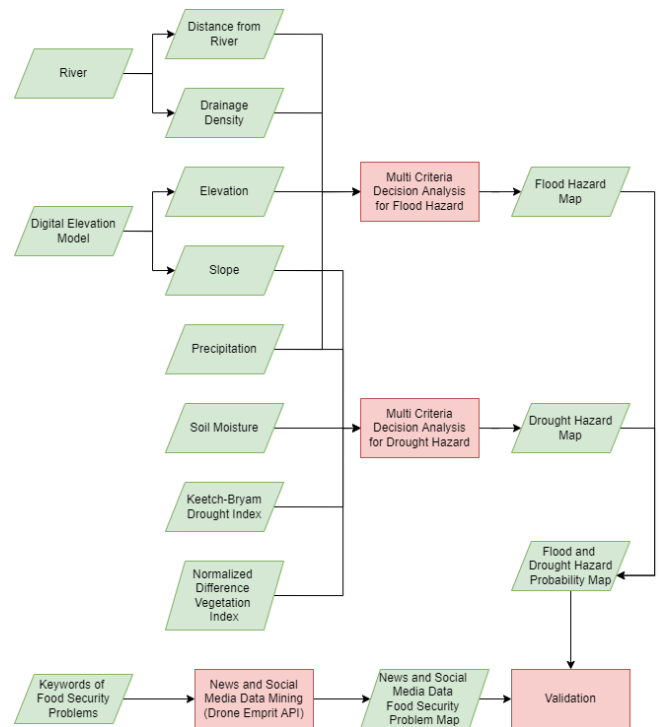 Distance from
River
River
Drainage
Density
Elevation
Multi Criteria
Decision Analysis
for Flood Hazard
Flood Hazard
Map
Digital Elevation
Model
Slope
Precipitation
Soil Moisture
Multi Criteria
Decision Analysis
for Drought Hazard
Drought Hazard
Map
Keetch-Bryam
Drought Index
Flood and
Drought Hazard
Probability Map
Normalized
Difference
Vegetation
Index
Keywords of
Food Security
Problems
News and Social
Media Data Mining
(Drone Emprit API)
News and Social
Media Data
Food Security
Problem Map
Validation